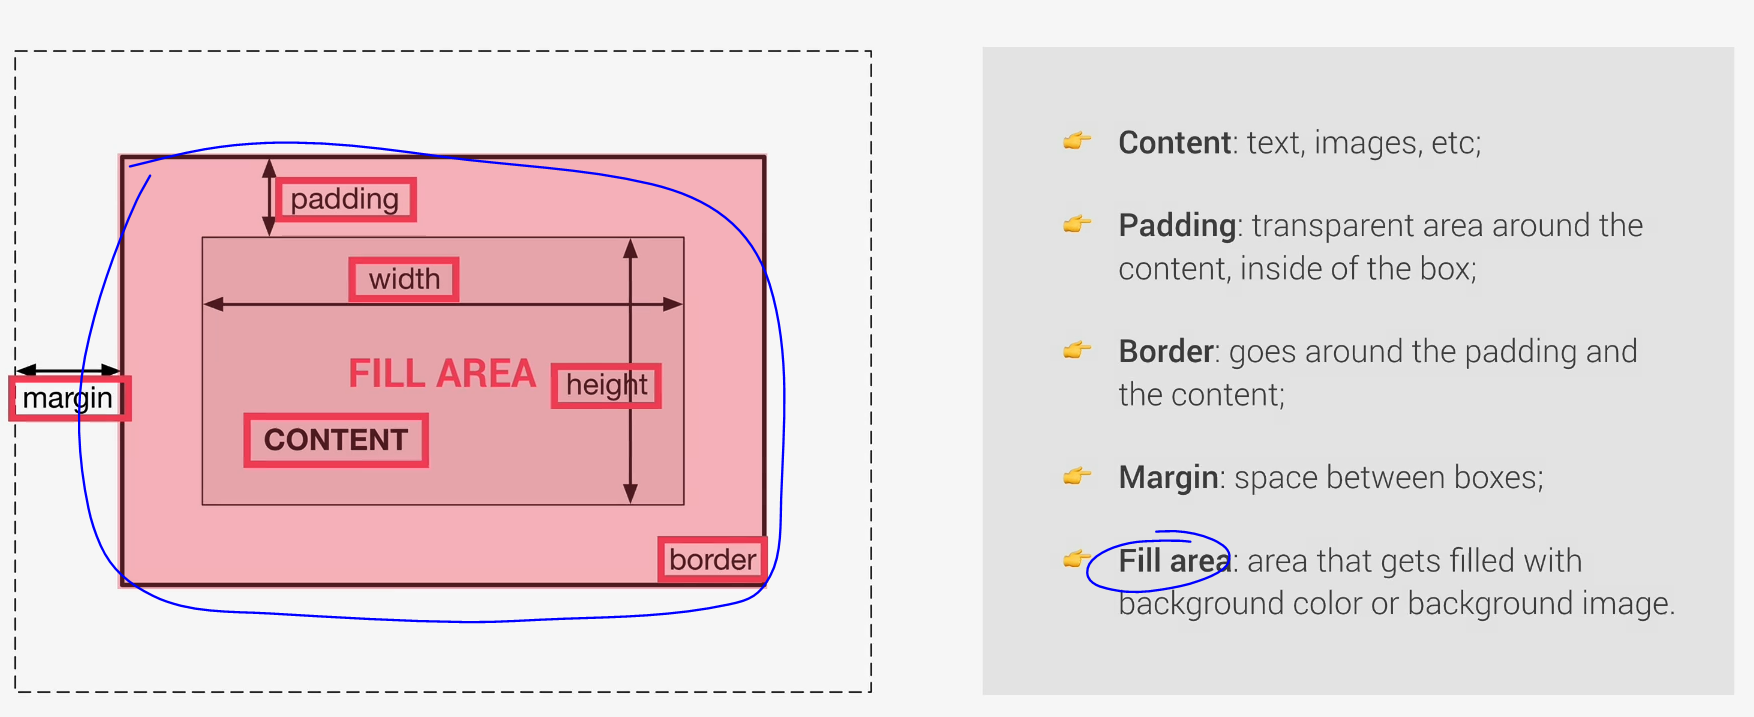 padding
width
FILL AREA
height
margin
CONTENT
border
Content: text, images, etc;
Padding: transparent area around the
content, inside of the box;
Border: goes around the padding and
the content;
Margin: space between boxes;
Fill area: area that gets filled with
background color or background image.